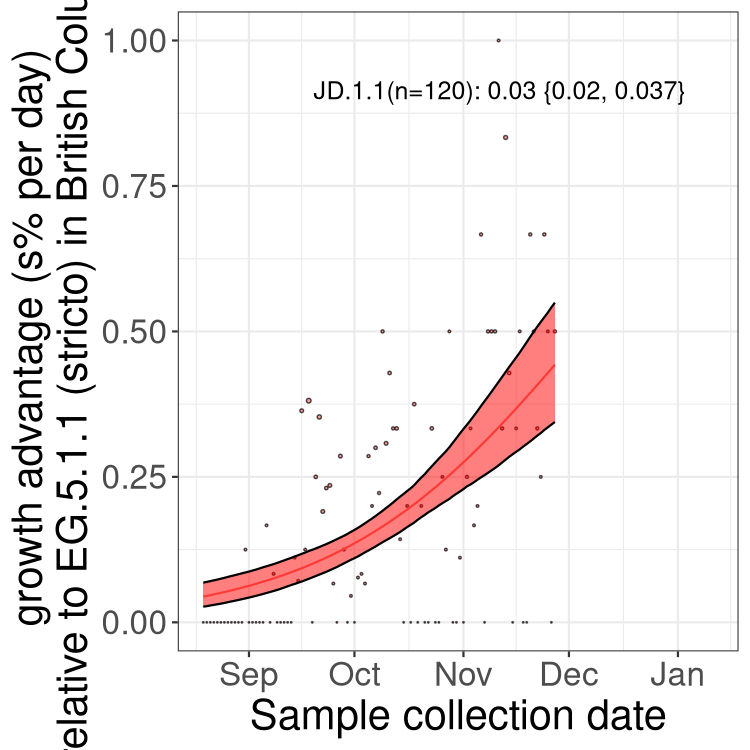 growth advantage (s% per day)
relative to EG.5.1.1 (stricto) in British Colu
1.00
0.75
0.50
0.25
0.00
JD.1.1(n=120): 0.03 {0.02, 0.037}
Sep Oct Nov Dec Jan
Sample collection date